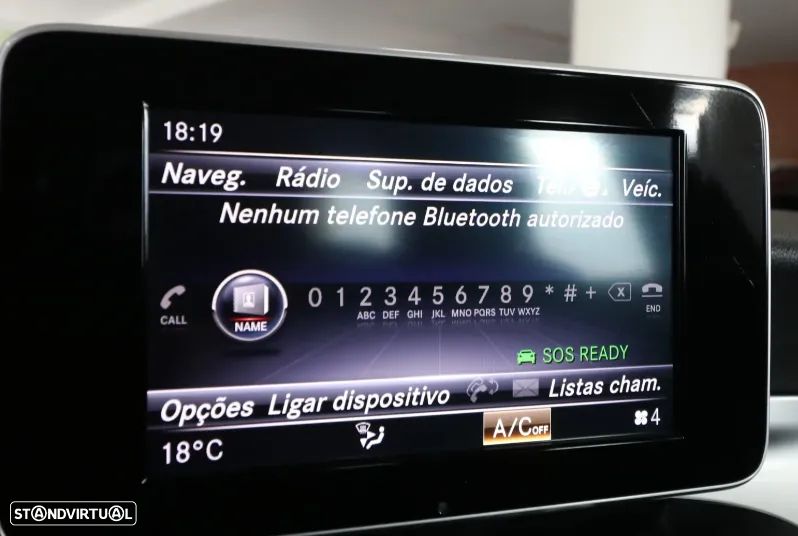 18:19
Naveg. Rádio Sup. de dados Veíc.
Nenhum telefone Bluetooth autorizado
CALL NAME 0 1 2 3 4 5 6 7 8 9 * # + END
ABC DEF GHI JKL MNO PQRS TUV WXYZ
SOS READY
Opções Ligar dispositivo Listas cham.
18°C A/C OFF 4
STANDVIRTUAL